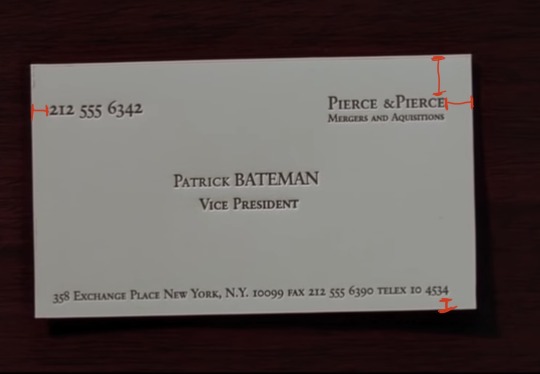 212 555 6342
PIERCE & PIERCE
MERGERS AND AQUISITIONS
PATRICK BATEMAN
VICE PRESIDENT
358 EXCHANGE PLACE NEW YORK, N.Y. 10099 FAX 212 555 6390 TELEX 10 4534